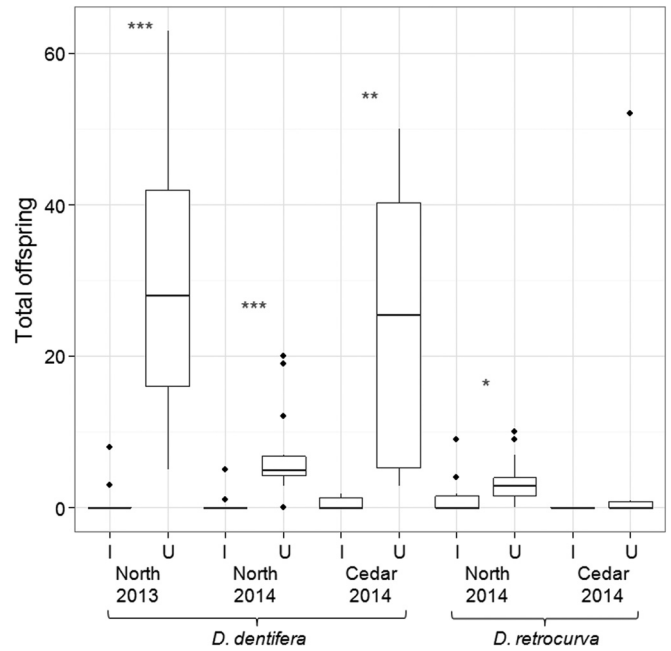 ***
60
**
40
Total offspring
***
20
*
0
I U I U I U I U I U
North North Cedar North Cedar
2013 2014 2014 2014 2014
D. dentifera D. retrocurva